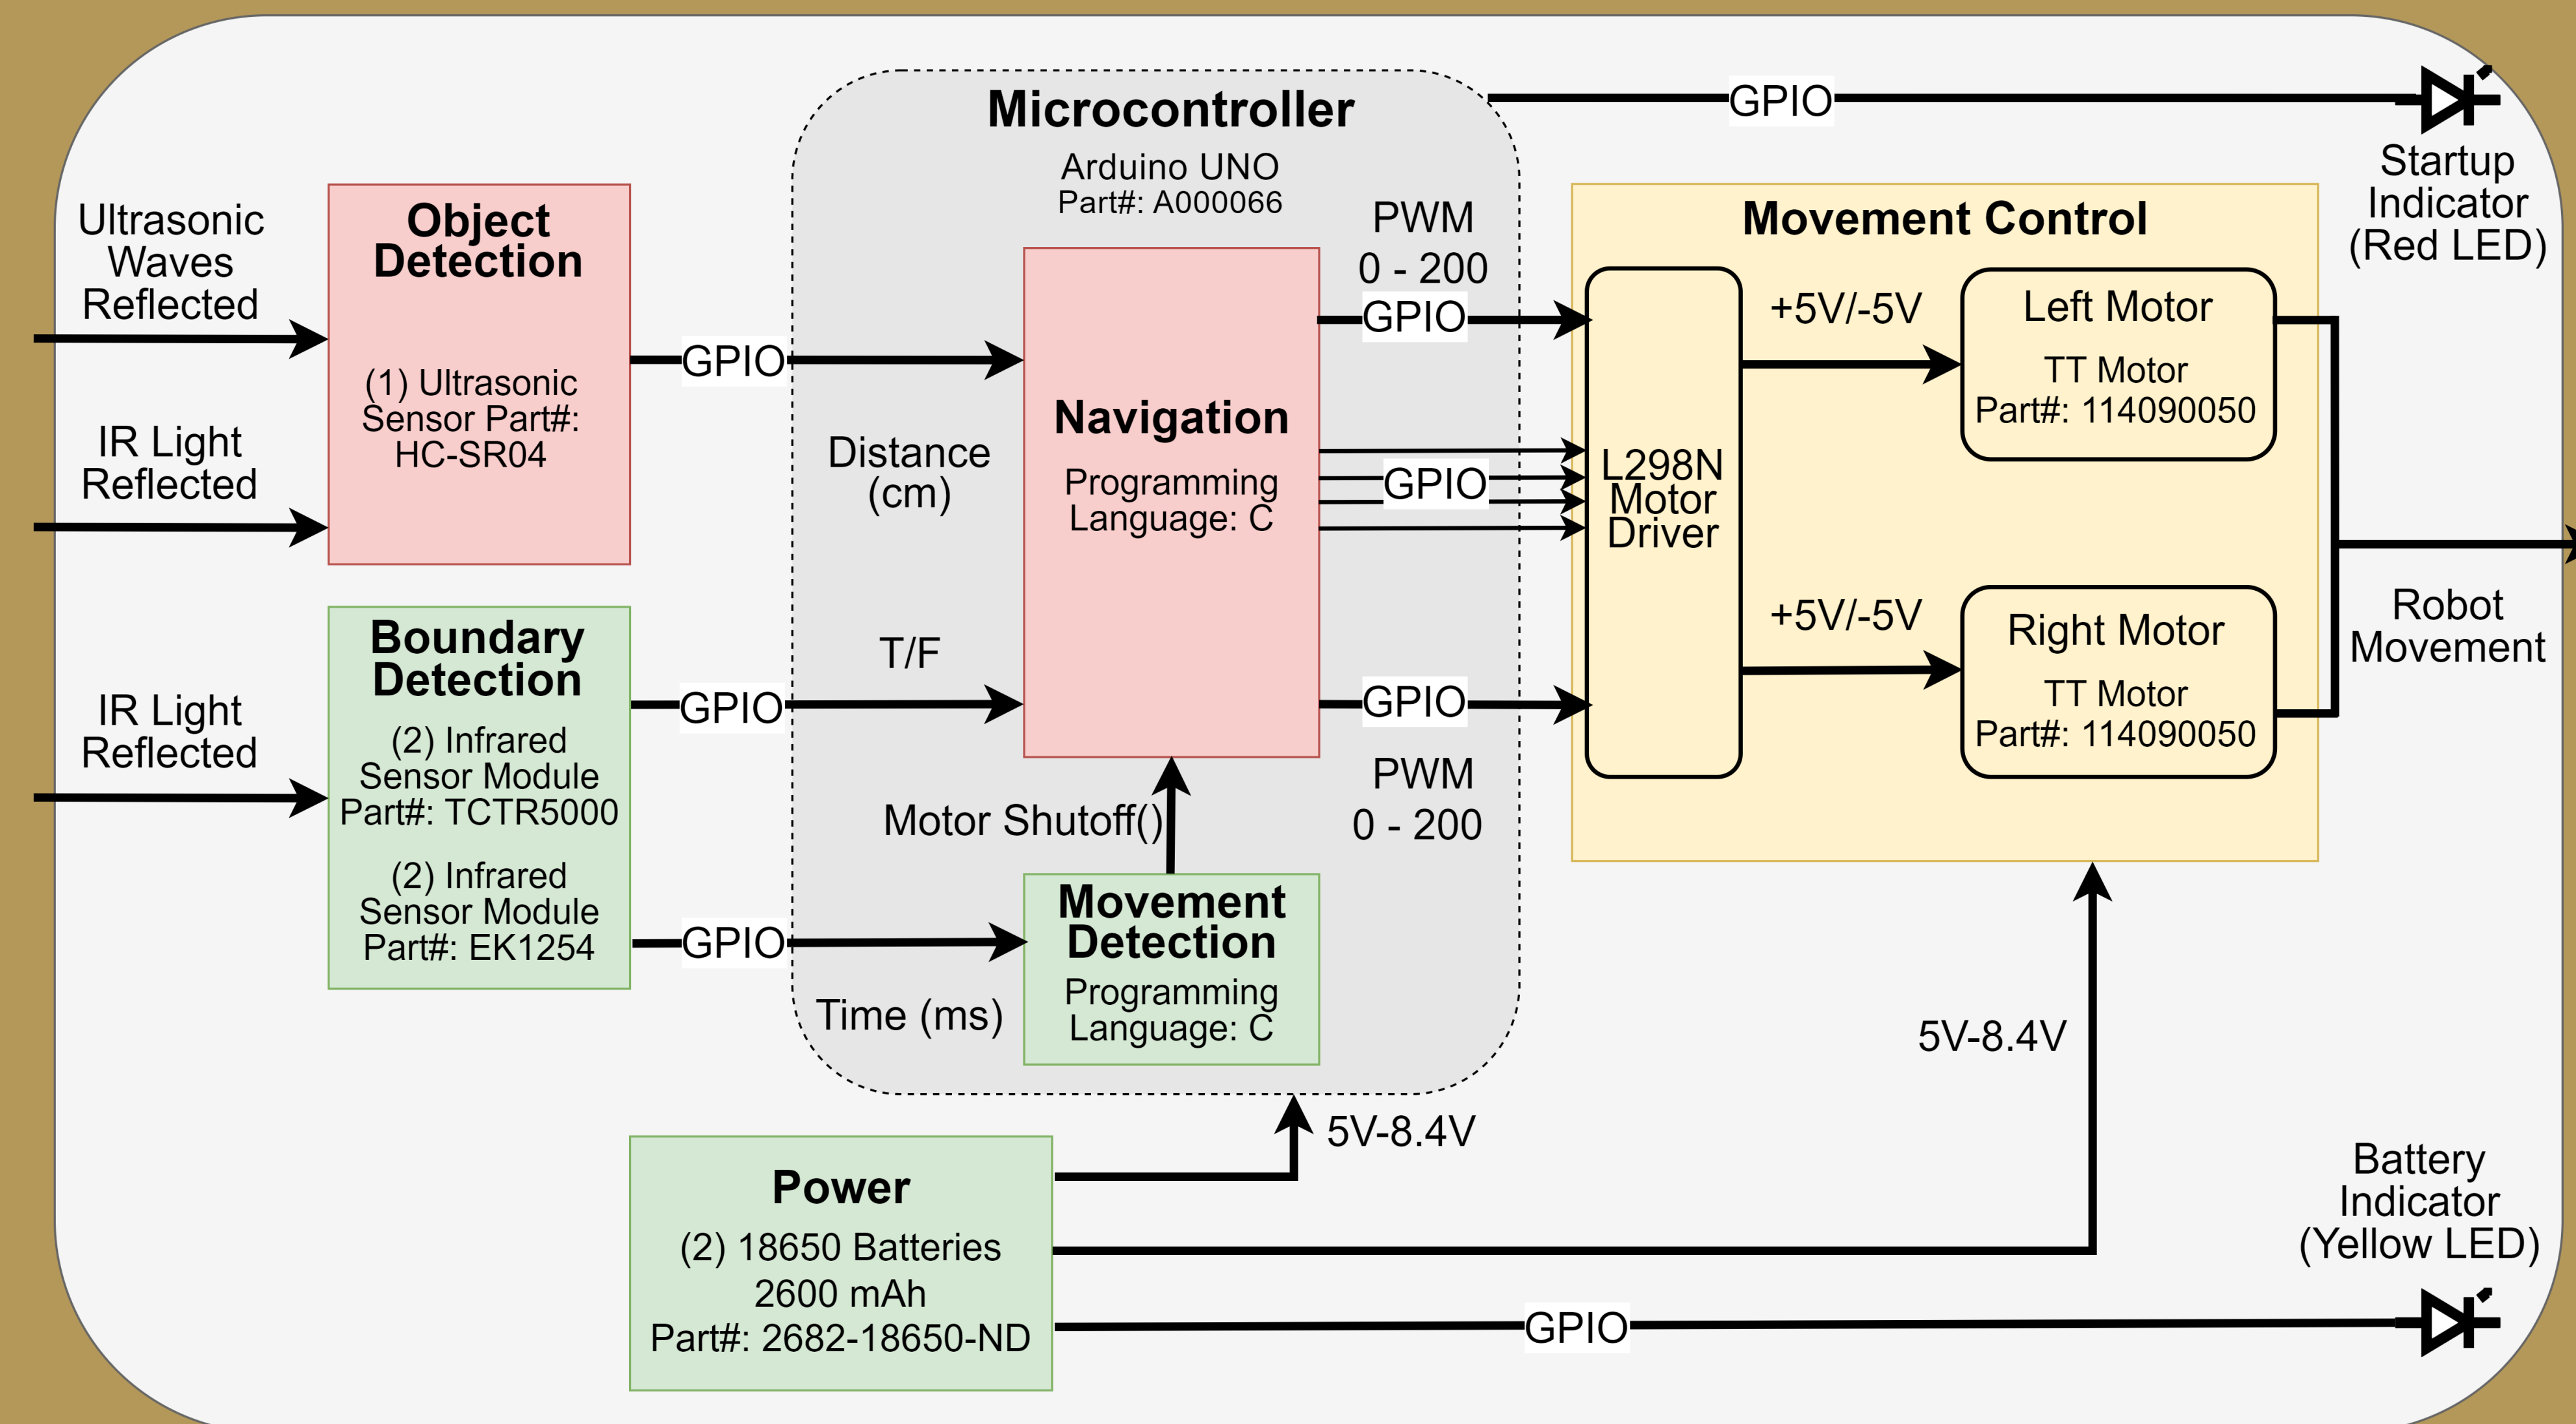 Microcontroller
Arduino UNO
Part#: A000066
GPIO
Startup
Indicator
(Red LED)
Ultrasonic
Waves
Reflected
IR Light
Reflected
Object
Detection
(1) Ultrasonic
Sensor Part#:
HC-SR04
GPIO
Distance
(cm)
Navigation
Programming
Language: C
PWM
0 - 200
GPIO
GPIO
GPIO
PWM
0 - 200
Movement Control
L298N
Motor
Driver
+5V/-5V
Left Motor
TT Motor
Part#: 114090050
+5V/-5V
Right Motor
TT Motor
Part#: 114090050
Robot
Movement
IR Light
Reflected
Boundary
Detection
(2) Infrared
Sensor Module
Part#: TCTR5000
(2) Infrared
Sensor Module
Part#: EK1254
GPIO
T/F
GPIO
Time (ms)
Motor Shutoff()
Movement
Detection
Programming
Language: C
5V-8.4V
5V-8.4V
Power
(2) 18650 Batteries
2600 mAh
Part#: 2682-18650-ND
GPIO
Battery
Indicator
(Yellow LED)